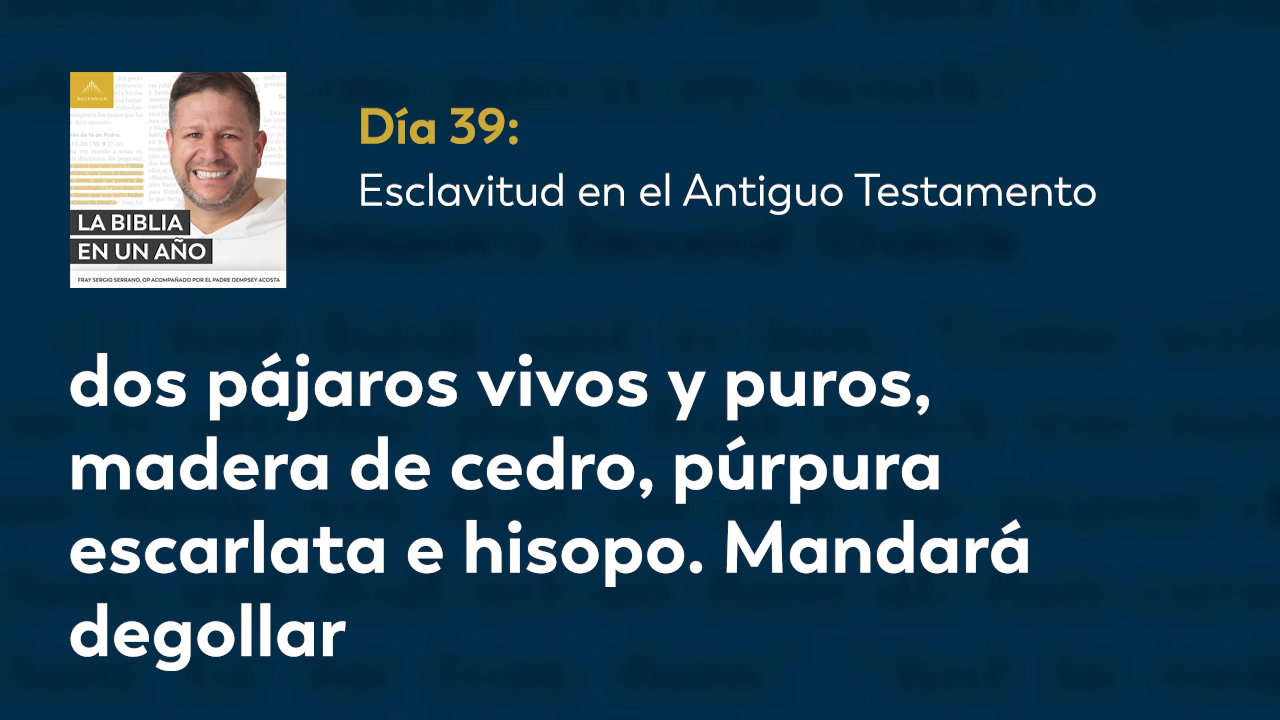 ASCENSION
LA BIBLIA
EN UN AÑO
FRAY SERGIO SERRANO, OP ACOMPAÑADO POR EL PADRE DEMPSEY ACOSTA
Día 39:
Esclavitud en el Antiguo Testamento
dos pájaros vivos y puros,
madera de cedro, púrpura
escarlata e hisopo. Mandará
degollar